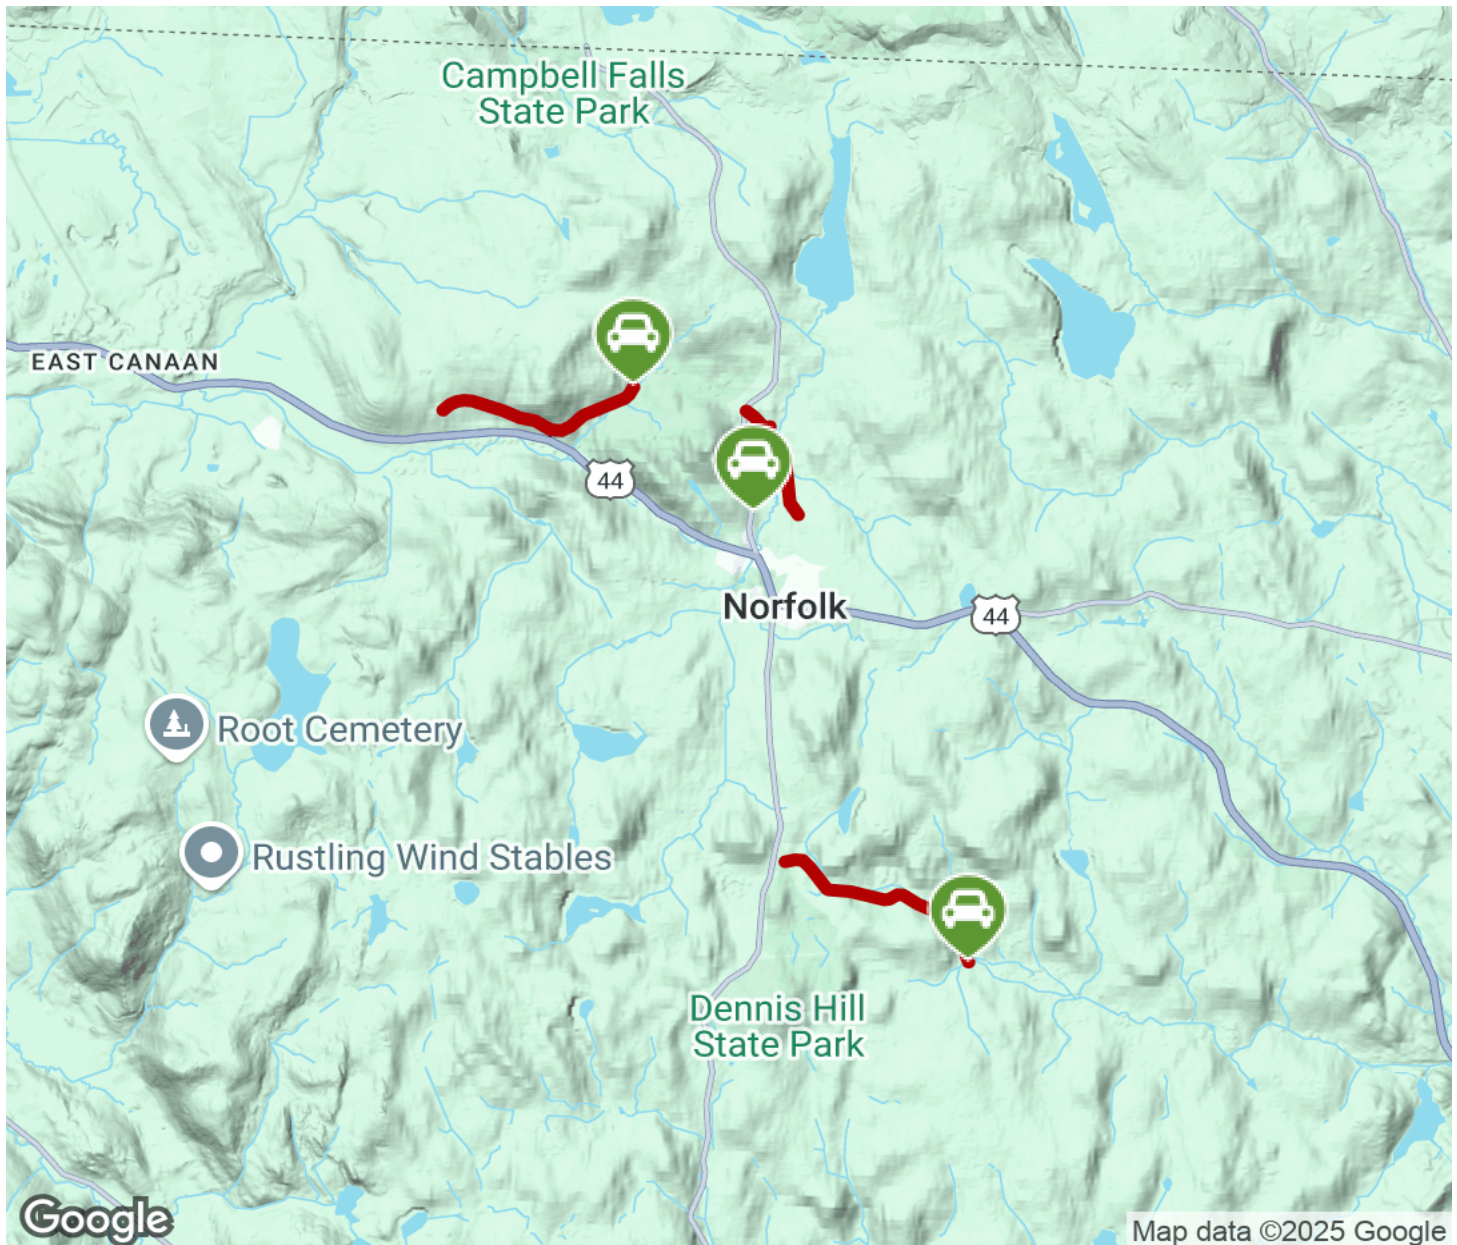 Campbell Falls
State Park
EAST CANAAN
44
Norfolk
44
Root Cemetery
Rustling Wind Stables
Dennis Hill
State Park
Google
Map data ©2025 Google